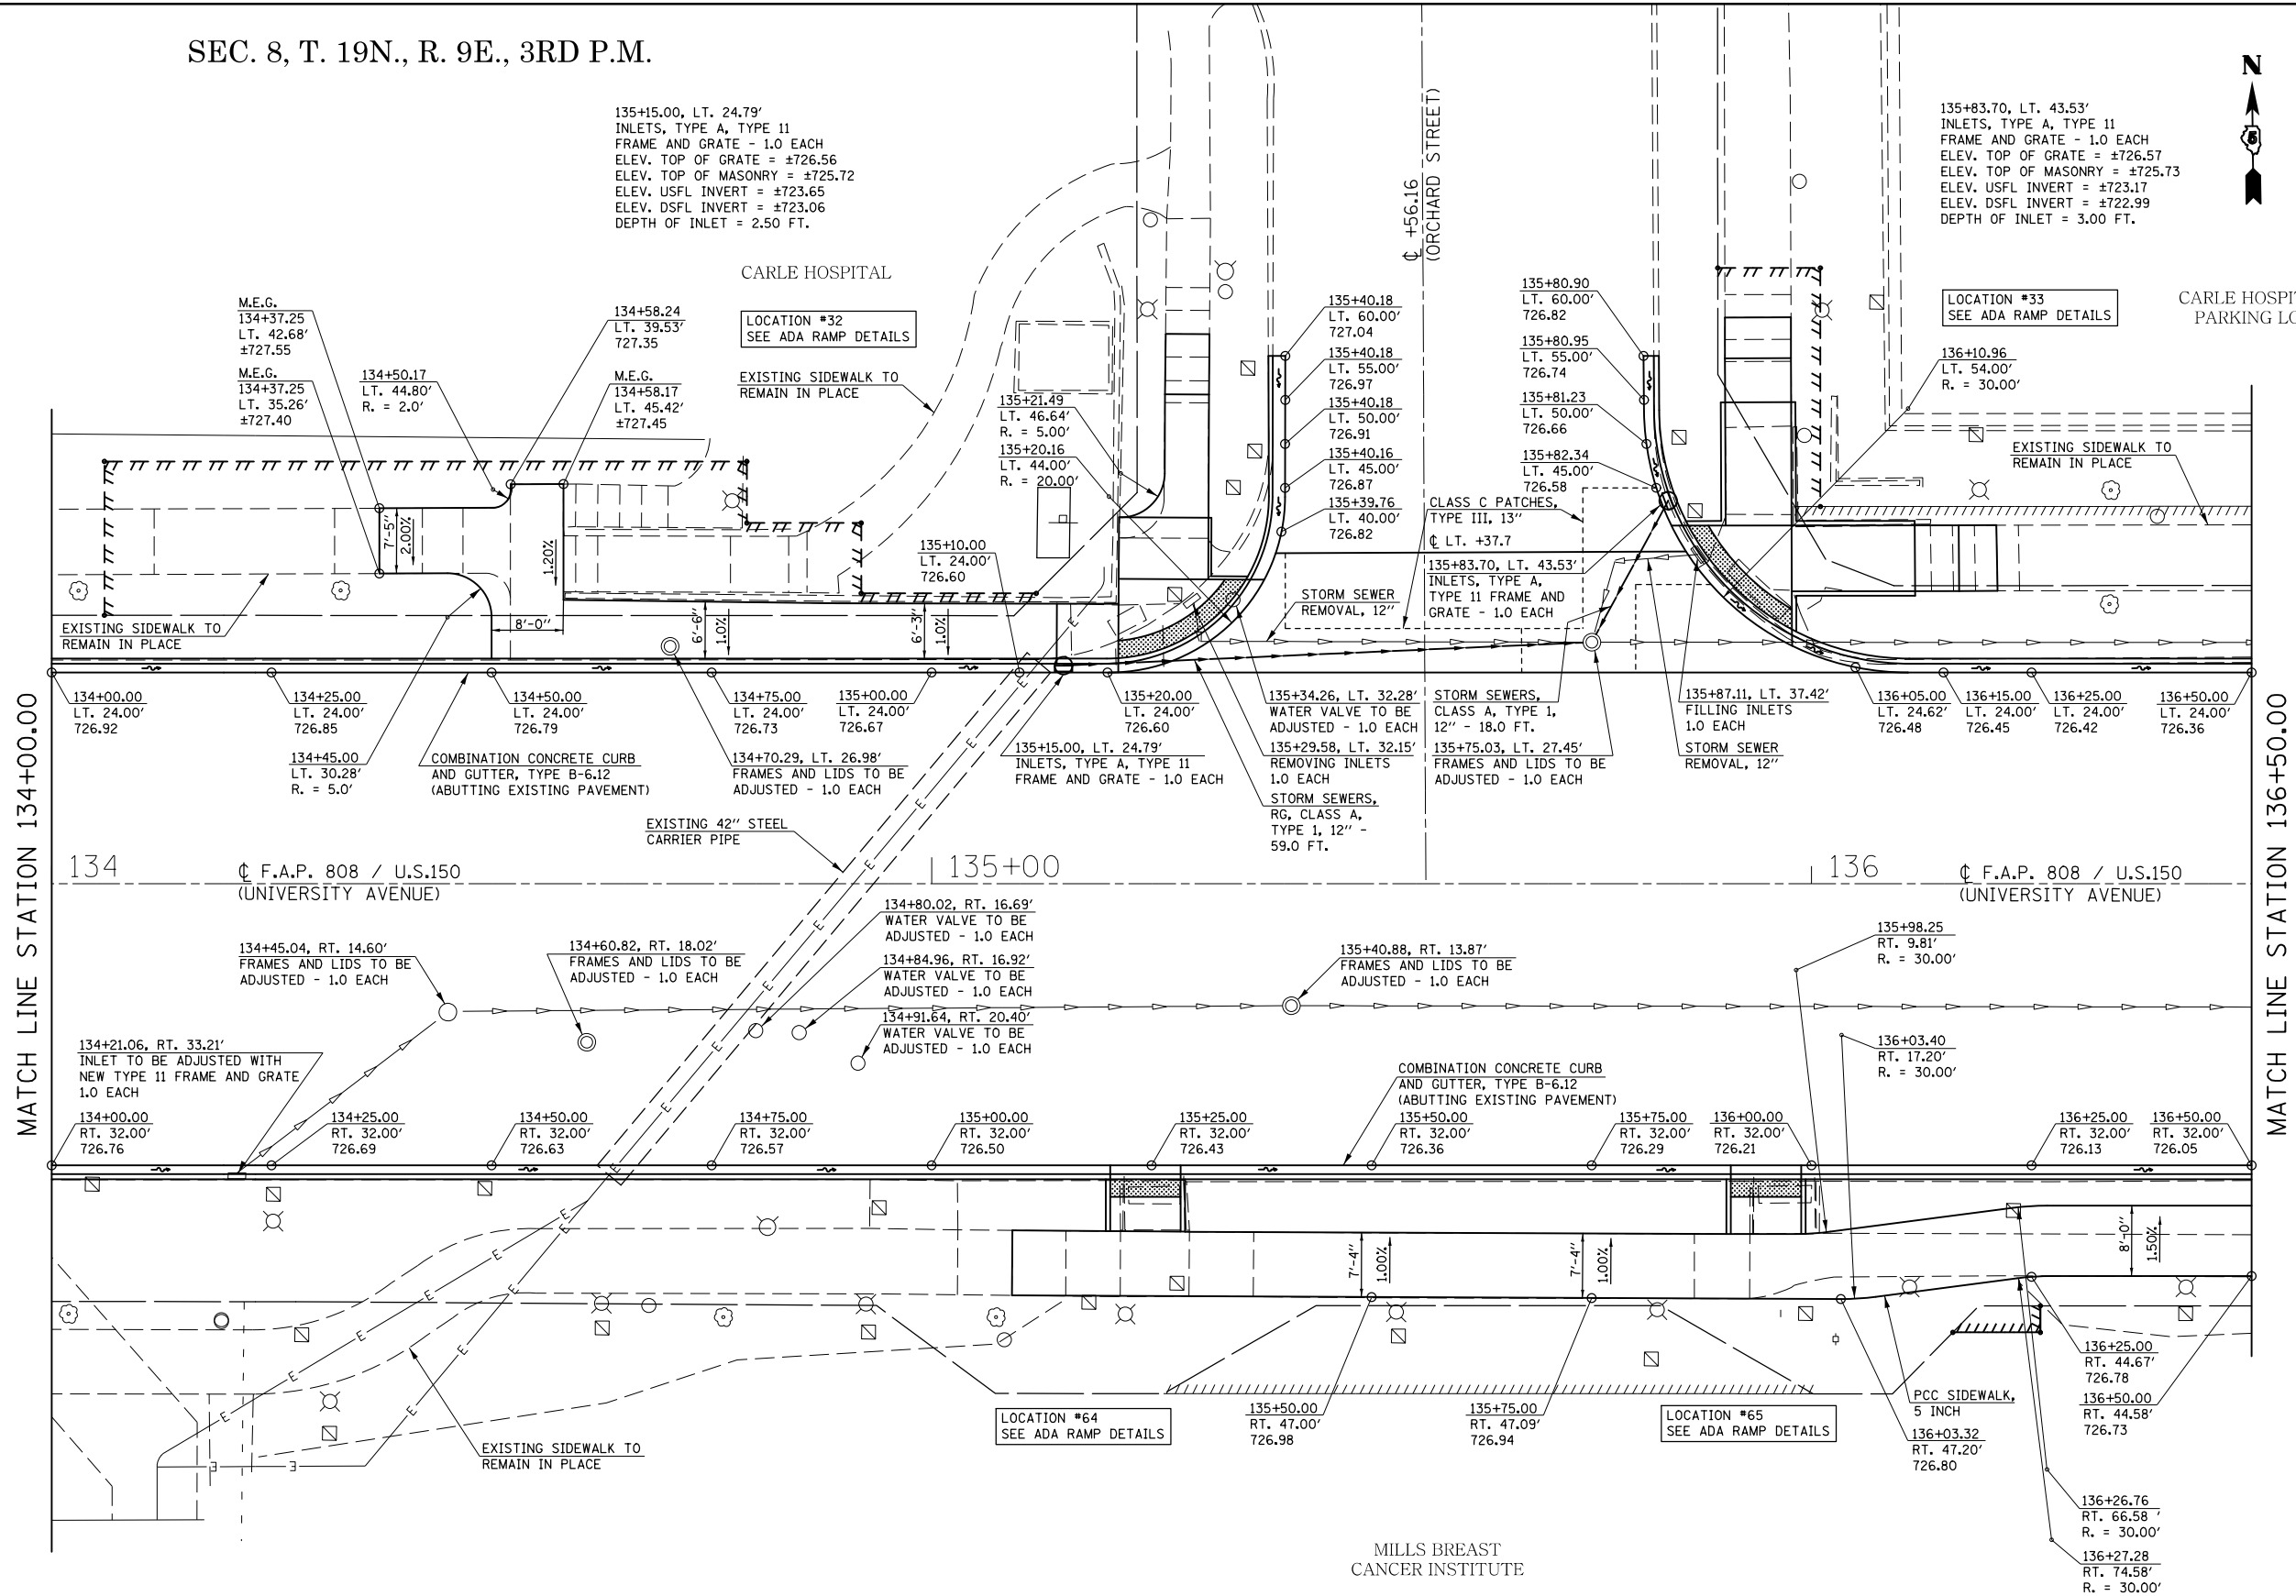 SEC. 8, T. 19N., R. 9E., 3RD P.M.
N
5
135+15.00, LT. 24.79'
INLETS, TYPE A, TYPE 11
FRAME AND GRATE - 1.0 EACH
ELEV. TOP OF GRATE = ±726.56
ELEV. TOP OF MASONRY = ±725.72
ELEV. USFL INVERT = ±723.65
ELEV. DSFL INVERT = ±723.06
DEPTH OF INLET = 2.50 FT.
℄ +56.16
(ORCHARD STREET)
135+83.70, LT. 43.53'
INLETS, TYPE A, TYPE 11
FRAME AND GRATE - 1.0 EACH
ELEV. TOP OF GRATE = ±726.57
ELEV. TOP OF MASONRY = ±725.73
ELEV. USFL INVERT = ±723.17
ELEV. DSFL INVERT = ±722.99
DEPTH OF INLET = 3.00 FT.
CARLE HOSPITAL
LOCATION #32
SEE ADA RAMP DETAILS
EXISTING SIDEWALK TO
REMAIN IN PLACE
M.E.G.
134+37.25
LT. 42.68'
±727.55
M.E.G.
134+37.25
LT. 35.26'
±727.40
134+50.17
LT. 44.80'
R. = 2.0'
134+58.24
LT. 39.53'
727.35
M.E.G.
134+58.17
LT. 45.42'
±727.45
135+21.49
LT. 46.64'
R. = 5.00'
135+20.16
LT. 44.00'
R. = 20.00'
135+10.00
LT. 24.00'
726.60
135+40.18
LT. 60.00'
727.04
135+40.18
LT. 55.00'
726.97
135+40.18
LT. 50.00'
726.91
135+40.16
LT. 45.00'
726.87
135+39.76
LT. 40.00'
726.82
135+80.90
LT. 60.00'
726.82
135+80.95
LT. 55.00'
726.74
135+81.23
LT. 50.00'
726.66
135+82.34
LT. 45.00'
726.58
CLASS C PATCHES,
TYPE III, 13"
℄ LT. +37.7
135+83.70, LT. 43.53'
INLETS, TYPE A,
TYPE 11 FRAME AND
GRATE - 1.0 EACH
STORM SEWER
REMOVAL, 12"
LOCATION #33
SEE ADA RAMP DETAILS
CARLE HOSPI
PARKING LO
136+10.96
LT. 54.00'
R. = 30.00'
EXISTING SIDEWALK TO
REMAIN IN PLACE
7'-5"
2.00%
1.20%
8'-0"
6'-6"
1.0%
6'-3"
1.0%
EXISTING SIDEWALK TO
REMAIN IN PLACE
134+00.00
LT. 24.00'
726.92
134+25.00
LT. 24.00'
726.85
134+50.00
LT. 24.00'
726.79
134+75.00
LT. 24.00'
726.73
135+00.00
LT. 24.00'
726.67
135+20.00
LT. 24.00'
726.60
135+34.26, LT. 32.28'
WATER VALVE TO BE
ADJUSTED - 1.0 EACH
135+29.58, LT. 32.15'
REMOVING INLETS
1.0 EACH
STORM SEWERS,
RG, CLASS A,
TYPE 1, 12" -
59.0 FT.
STORM SEWERS,
CLASS A, TYPE 1,
12" - 18.0 FT.
135+75.03, LT. 27.45'
FRAMES AND LIDS TO BE
ADJUSTED - 1.0 EACH
135+87.11, LT. 37.42'
FILLING INLETS
1.0 EACH
STORM SEWER
REMOVAL, 12"
136+05.00
LT. 24.62'
726.48
136+15.00
LT. 24.00'
726.45
136+25.00
LT. 24.00'
726.42
136+50.00
LT. 24.00'
726.36
134+45.00
LT. 30.28'
R. = 5.0'
COMBINATION CONCRETE CURB
AND GUTTER, TYPE B-6.12
(ABUTTING EXISTING PAVEMENT)
134+70.29, LT. 26.98'
FRAMES AND LIDS TO BE
ADJUSTED - 1.0 EACH
135+15.00, LT. 24.79'
INLETS, TYPE A, TYPE 11
FRAME AND GRATE - 1.0 EACH
EXISTING 42" STEEL
CARRIER PIPE
MATCH LINE STATION 134+00.00
MATCH LINE STATION 136+50.00
134
℄ F.A.P. 808 / U.S.150
(UNIVERSITY AVENUE)
135+00
136
℄ F.A.P. 808 / U.S.150
(UNIVERSITY AVENUE)
134+45.04, RT. 14.60'
FRAMES AND LIDS TO BE
ADJUSTED - 1.0 EACH
134+60.82, RT. 18.02'
FRAMES AND LIDS TO BE
ADJUSTED - 1.0 EACH
134+80.02, RT. 16.69'
WATER VALVE TO BE
ADJUSTED - 1.0 EACH
134+84.96, RT. 16.92'
WATER VALVE TO BE
ADJUSTED - 1.0 EACH
134+91.64, RT. 20.40'
WATER VALVE TO BE
ADJUSTED - 1.0 EACH
135+40.88, RT. 13.87'
FRAMES AND LIDS TO BE
ADJUSTED - 1.0 EACH
135+98.25
RT. 9.81'
R. = 30.00'
136+03.40
RT. 17.20'
R. = 30.00'
134+21.06, RT. 33.21'
INLET TO BE ADJUSTED WITH
NEW TYPE 11 FRAME AND GRATE
1.0 EACH
COMBINATION CONCRETE CURB
AND GUTTER, TYPE B-6.12
(ABUTTING EXISTING PAVEMENT)
134+00.00
RT. 32.00'
726.76
134+25.00
RT. 32.00'
726.69
134+50.00
RT. 32.00'
726.63
134+75.00
RT. 32.00'
726.57
135+00.00
RT. 32.00'
726.50
135+25.00
RT. 32.00'
726.43
135+50.00
RT. 32.00'
726.36
135+75.00
RT. 32.00'
726.29
136+00.00
RT. 32.00'
726.21
136+25.00
RT. 32.00'
726.13
136+50.00
RT. 32.00'
726.05
7'-4"
1.00%
7'-4"
1.00%
8'-0"
1.50%
EXISTING SIDEWALK TO
REMAIN IN PLACE
LOCATION #64
SEE ADA RAMP DETAILS
135+50.00
RT. 47.00'
726.98
135+75.00
RT. 47.09'
726.94
LOCATION #65
SEE ADA RAMP DETAILS
PCC SIDEWALK,
5 INCH
136+03.32
RT. 47.20'
726.80
136+25.00
RT. 44.67'
726.78
136+50.00
RT. 44.58'
726.73
136+26.76
RT. 66.58 '
R. = 30.00'
136+27.28
RT. 74.58'
R. = 30.00'
MILLS BREAST
CANCER INSTITUTE